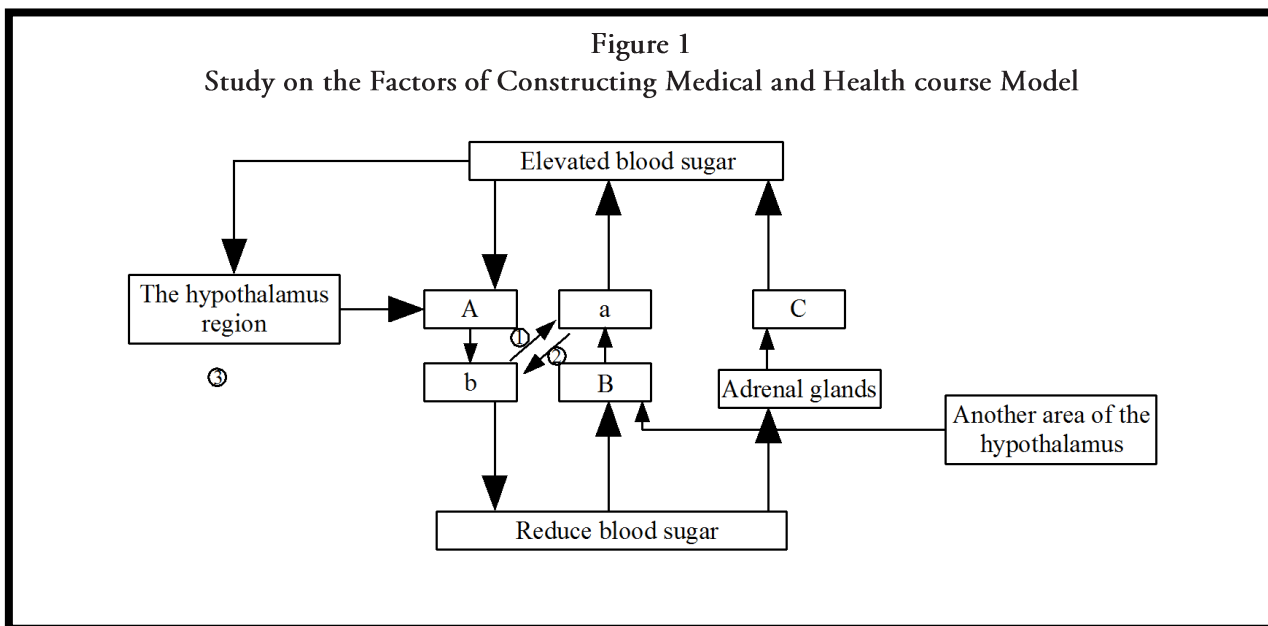 Figure 1
Study on the Factors of Constructing Medical and Health course Model
Elevated blood sugar
The hypothalamus
region
A
a
C
①
②
③
b
B
Adrenal glands
Another area of the
hypothalamus
Reduce blood sugar